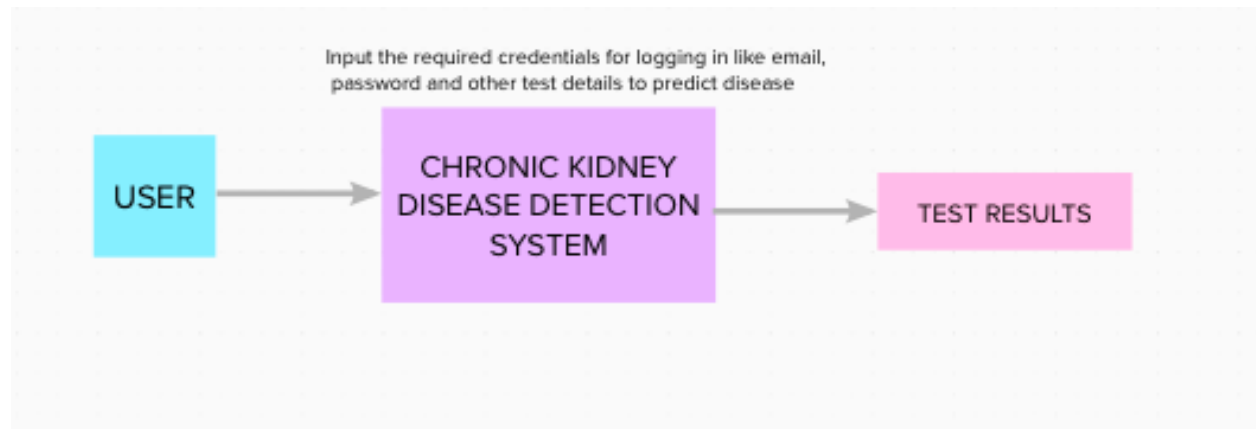 Input the required credentials for logging in like email,
password and other test details to predict disease
USER
CHRONIC KIDNEY
DISEASE DETECTION
SYSTEM
TEST RESULTS